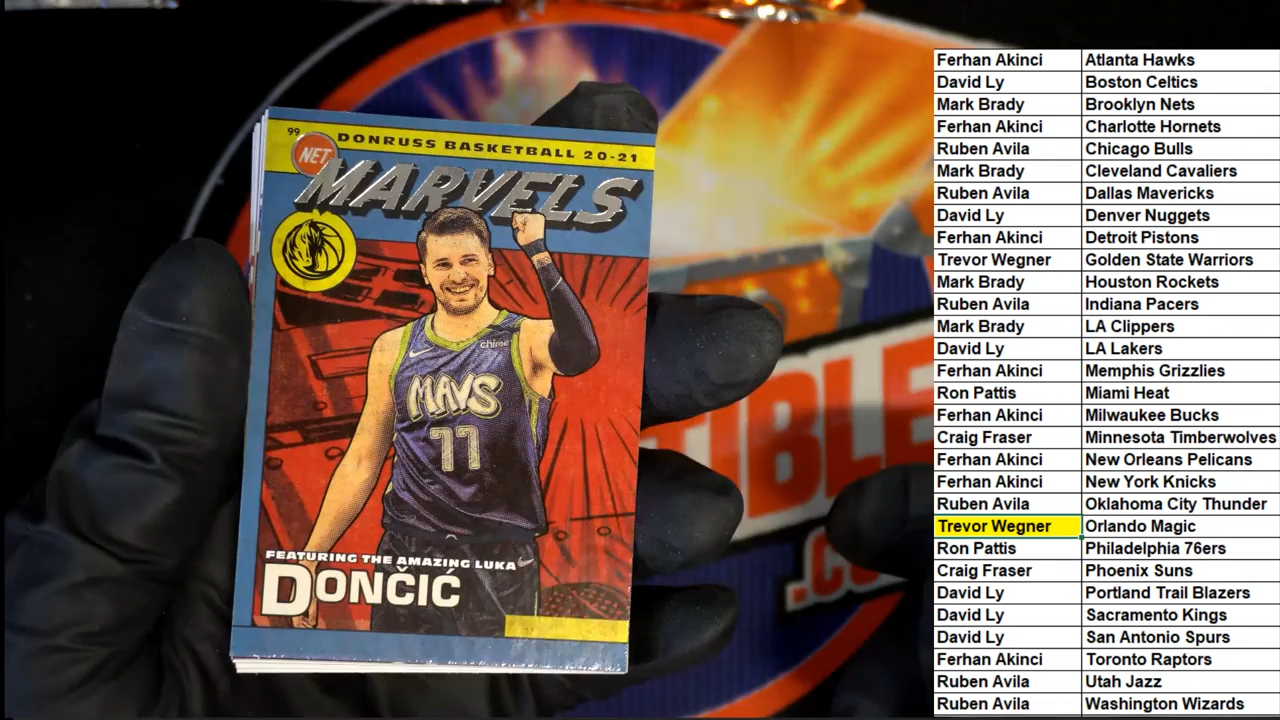 99
DONRUSS BASKETBALL 20-21
NET
MARVELS
chime
MAVS
77
FEATURING THE AMAZING LUKA
DONČIĆ
TIBLE
.CO
Ferhan Akinci Atlanta Hawks
David Ly Boston Celtics
Mark Brady Brooklyn Nets
Ferhan Akinci Charlotte Hornets
Ruben Avila Chicago Bulls
Mark Brady Cleveland Cavaliers
Ruben Avila Dallas Mavericks
David Ly Denver Nuggets
Ferhan Akinci Detroit Pistons
Trevor Wegner Golden State Warriors
Mark Brady Houston Rockets
Ruben Avila Indiana Pacers
Mark Brady LA Clippers
David Ly LA Lakers
Ferhan Akinci Memphis Grizzlies
Ron Pattis Miami Heat
Ferhan Akinci Milwaukee Bucks
Craig Fraser Minnesota Timberwolves
Ferhan Akinci New Orleans Pelicans
Ferhan Akinci New York Knicks
Ruben Avila Oklahoma City Thunder
Trevor Wegner Orlando Magic
Ron Pattis Philadelphia 76ers
Craig Fraser Phoenix Suns
David Ly Portland Trail Blazers
David Ly Sacramento Kings
David Ly San Antonio Spurs
Ferhan Akinci Toronto Raptors
Ruben Avila Utah Jazz
Ruben Avila Washington Wizards